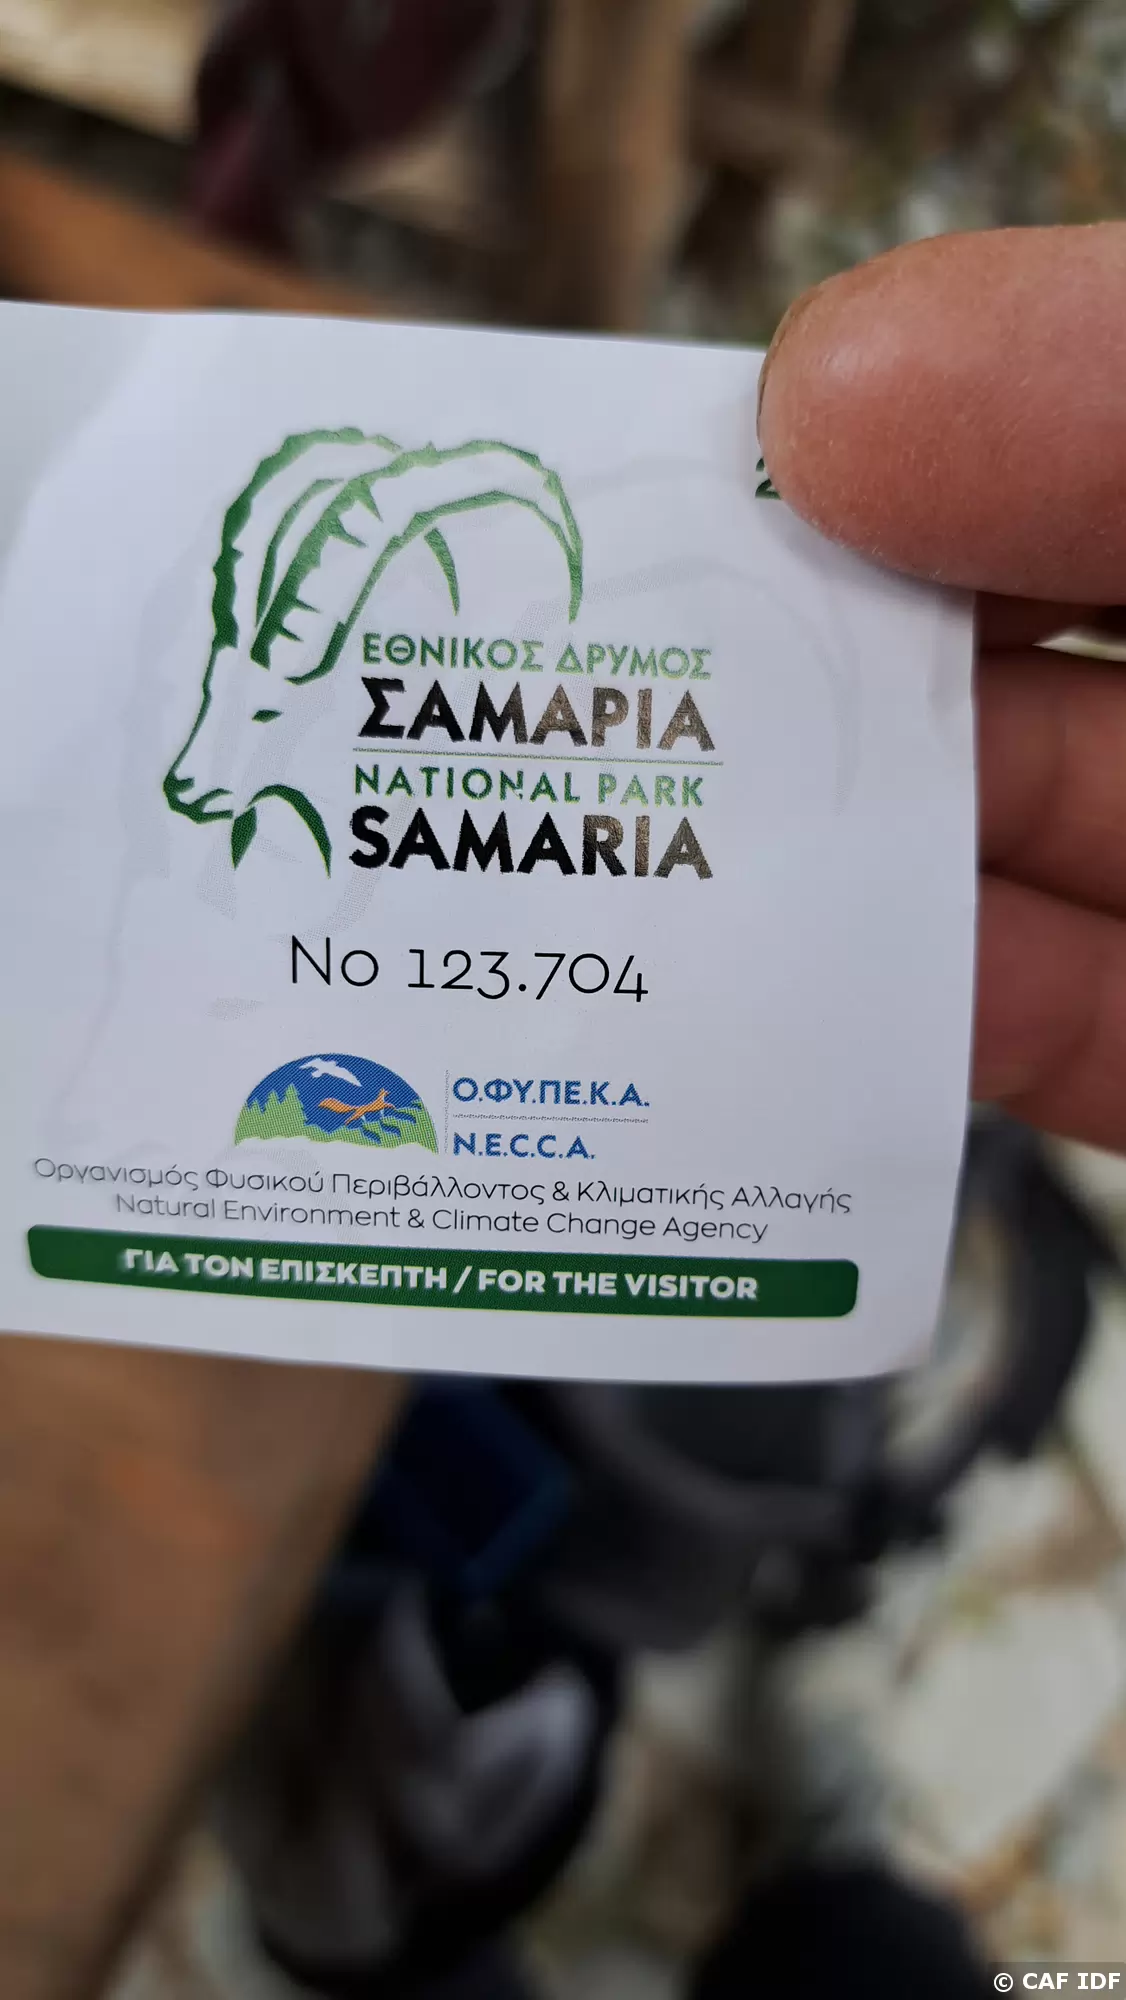 ΕΘΝΙΚΟΣ ΔΡΥΜΟΣ
ΣΑΜΑΡΙΑ
NATIONAL PARK
SAMARIA
No 123.704
Ο.ΦΥ.ΠΕ.Κ.Α.
N.E.C.C.A.
Οργανισμός Φυσικού Περιβάλλοντος & Κλιματικής Αλλαγής
Natural Environment & Climate Change Agency
ΓΙΑ ΤΟΝ ΕΠΙΣΚΕΠΤΗ / FOR THE VISITOR
© CAF IDF